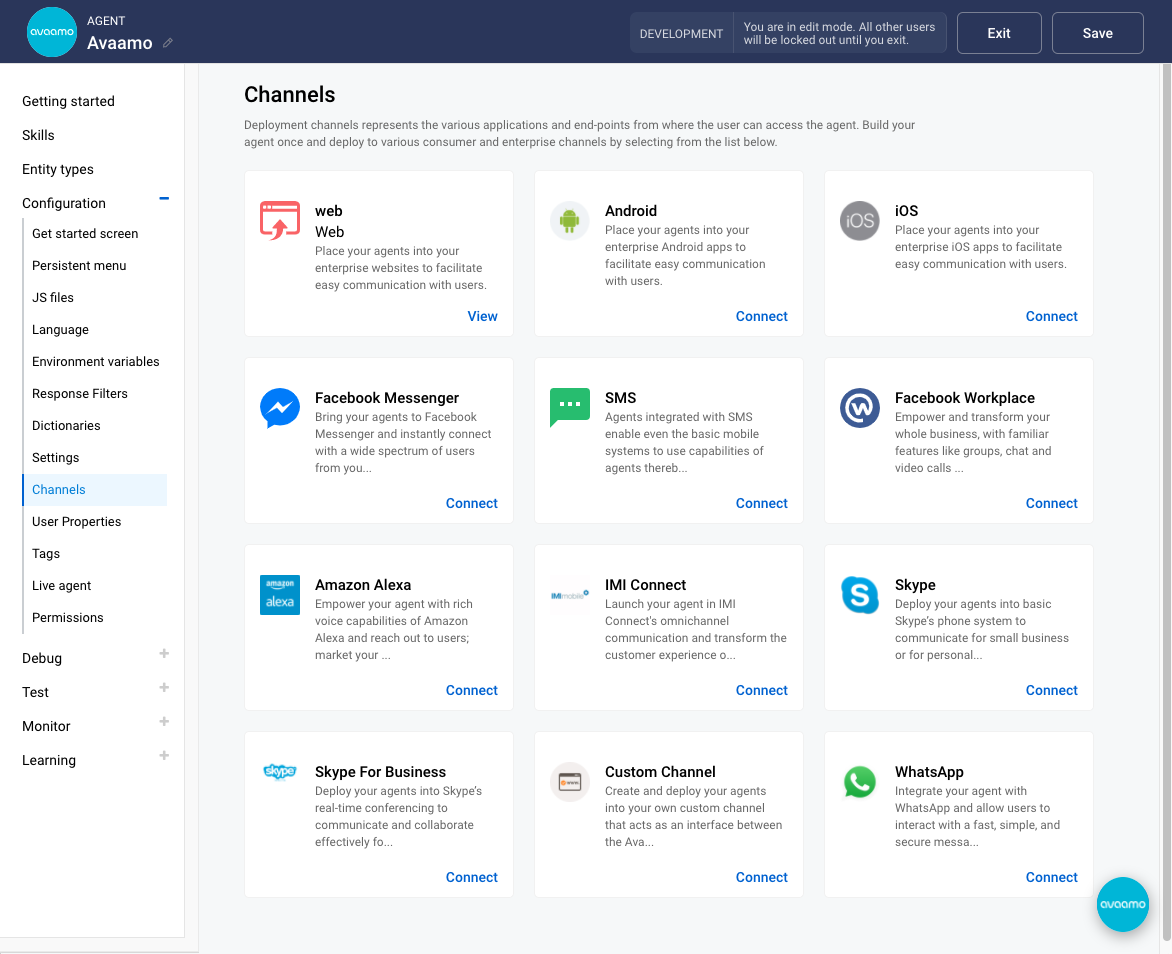 avaamo
AGENT
Avaamo
DEVELOPMENT
You are in edit mode. All other users
will be locked out until you exit.
Exit
Save
Getting started
Skills
Entity types
Configuration
Get started screen
Persistent menu
JS files
Language
Environment variables
Response Filters
Dictionaries
Settings
Channels
User Properties
Tags
Live agent
Permissions
Debug
Test
Monitor
Learning
Channels
Deployment channels represents the various applications and end-points from where the user can access the agent. Build your
agent once and deploy to various consumer and enterprise channels by selecting from the list below.
web
Web
Place your agents into your
enterprise websites to facilitate
easy communication with users.
View
Android
Place your agents into your
enterprise Android apps to
facilitate easy communication
with users.
Connect
iOS
iOS
Place your agents into your
enterprise iOS apps to facilitate
easy communication with users.
Connect
Facebook Messenger
Bring your agents to Facebook
Messenger and instantly connect
with a wide spectrum of users
from you...
Connect
SMS
Agents integrated with SMS
enable even the basic mobile
systems to use capabilities of
agents thereb...
Connect
Facebook Workplace
Empower and transform your
whole business, with familiar
features like groups, chat and
video calls ...
Connect
amazon
alexa
Amazon Alexa
Empower your agent with rich
voice capabilities of Amazon
Alexa and reach out to users;
market your ...
Connect
IMImobile
IMI Connect
Launch your agent in IMI
Connect's omnichannel
communication and transform the
customer experience o...
Connect
S
Skype
Deploy your agents into basic
Skype's phone system to
communicate for small business
or for personal...
Connect
skype
Skype For Business
Deploy your agents into Skype's
real-time conferencing to
communicate and collaborate
effectively fo...
Connect
www.
Custom Channel
Create and deploy your agents
into your own custom channel
that acts as an interface between
the Ava...
Connect
WhatsApp
Integrate your agent with
WhatsApp and allow users to
interact with a fast, simple, and
secure messa...
Connect
avaamo